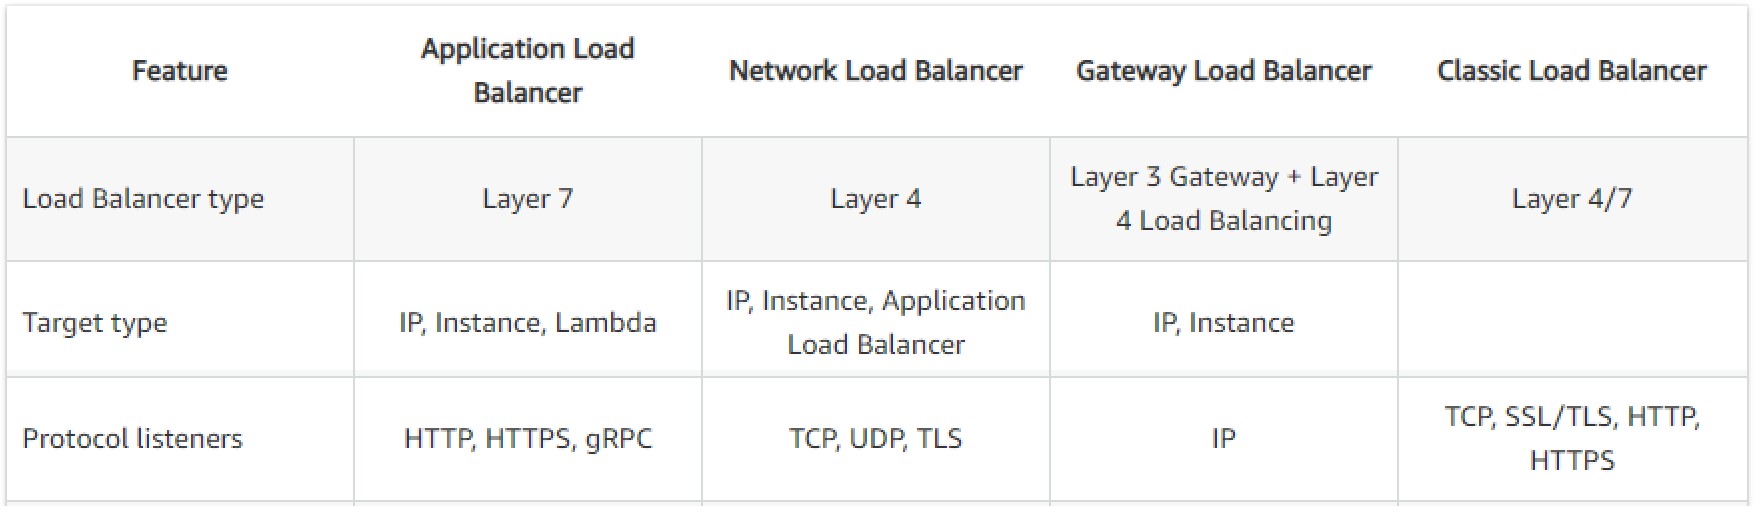 Feature
Application Load
Balancer
Network Load Balancer
Gateway Load Balancer
Classic Load Balancer
Load Balancer type
Layer 7
Layer 4
Layer 3 Gateway + Layer
4 Load Balancing
Layer 4/7
Target type
IP, Instance, Lambda
IP, Instance, Application
Load Balancer
IP, Instance
Protocol listeners
HTTP, HTTPS, gRPC
TCP, UDP, TLS
IP
TCP, SSL/TLS, HTTP,
HTTPS